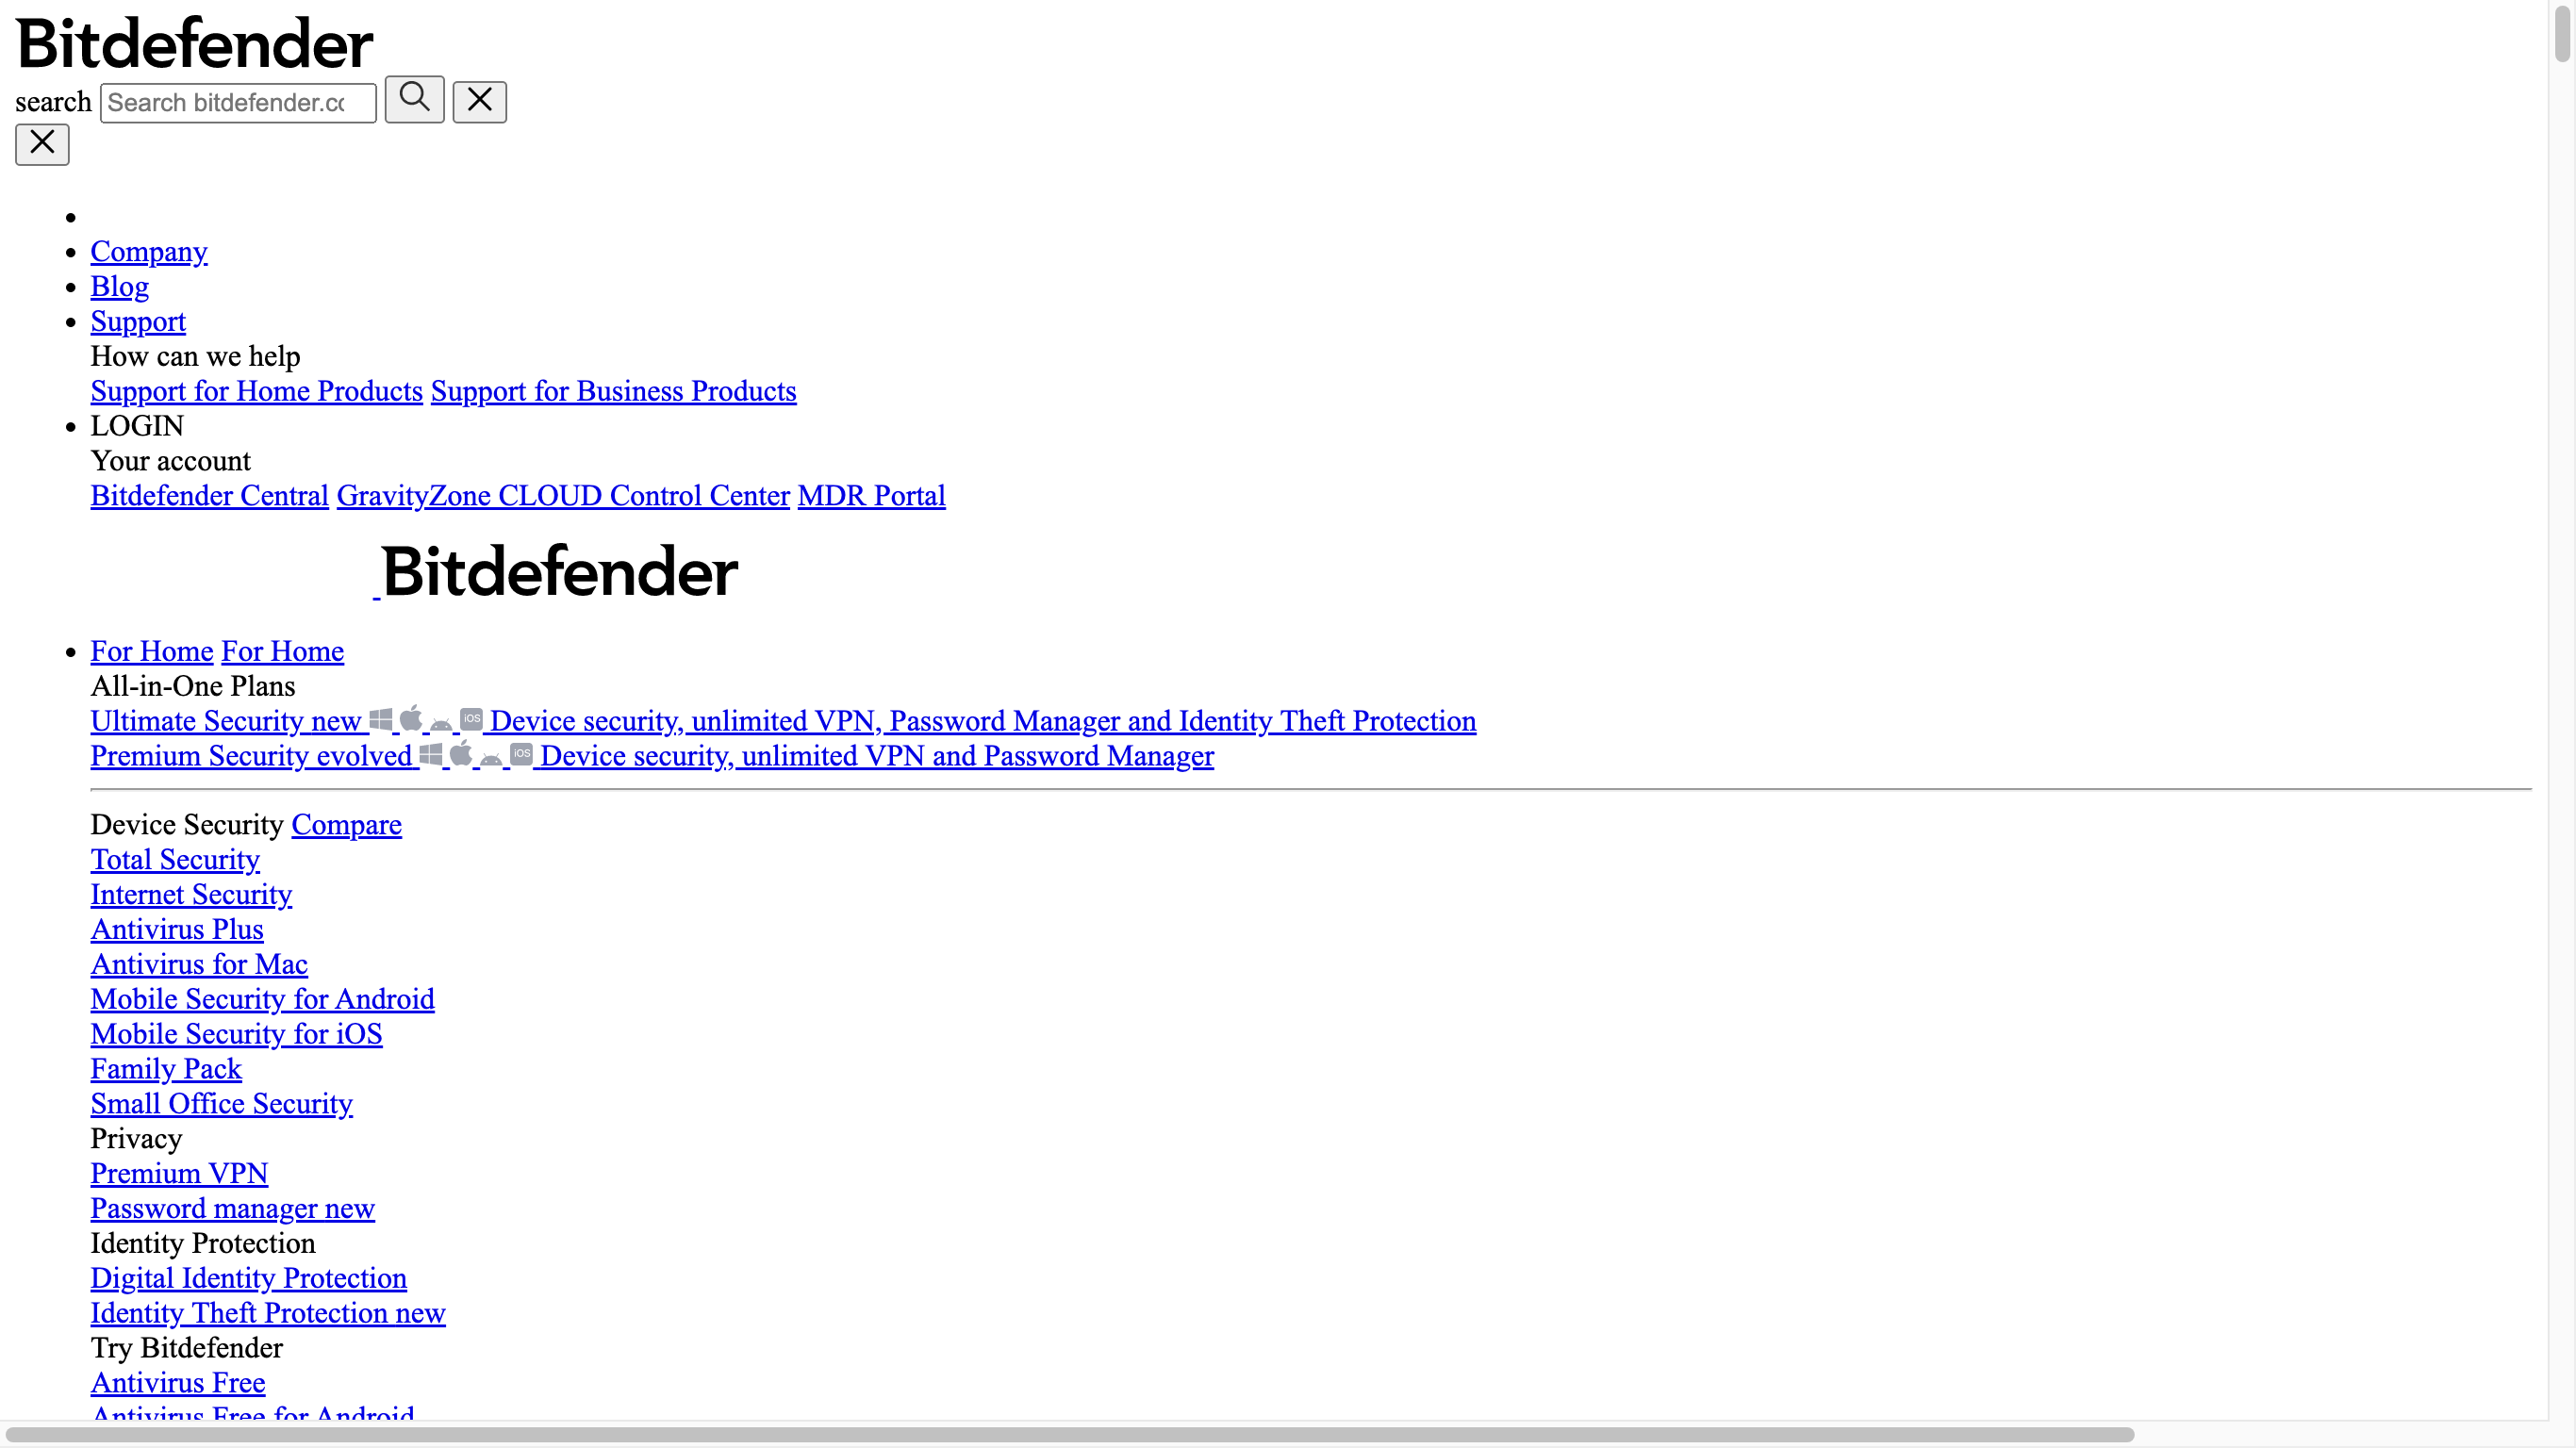 Bitdefender
search Search bitdefender.cc
Company
Blog
Support
How can we help
Support for Home Products Support for Business Products
LOGIN
Your account
Bitdefender Central GravityZone CLOUD Control Center MDR Portal
Bitdefender
For Home For Home
All-in-One Plans
Ultimate Security new iOS Device security, unlimited VPN, Password Manager and Identity Theft Protection
Premium Security evolved iOS Device security, unlimited VPN and Password Manager
Device Security Compare
Total Security
Internet Security
Antivirus Plus
Antivirus for Mac
Mobile Security for Android
Mobile Security for iOS
Family Pack
Small Office Security
Privacy
Premium VPN
Password manager new
Identity Protection
Digital Identity Protection
Identity Theft Protection new
Try Bitdefender
Antivirus Free
Antivirus Free for Android